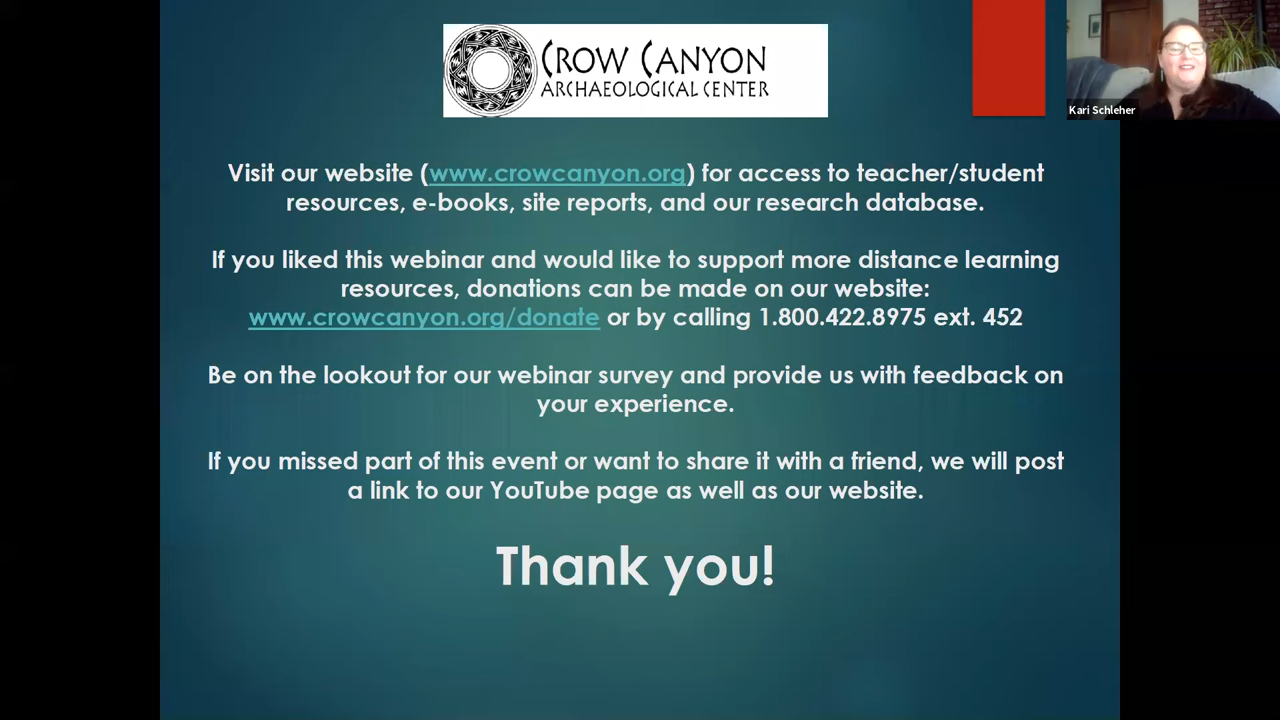 CROW CANYON
ARCHAEOLOGICAL CENTER
Kari Schleher
Visit our website (www.crowcanyon.org) for access to teacher/student
resources, e-books, site reports, and our research database.
If you liked this webinar and would like to support more distance learning
resources, donations can be made on our website:
www.crowcanyon.org/donate or by calling 1.800.422.8975 ext. 452
Be on the lookout for our webinar survey and provide us with feedback on
your experience.
If you missed part of this event or want to share it with a friend, we will post
a link to our YouTube page as well as our website.
Thank you!